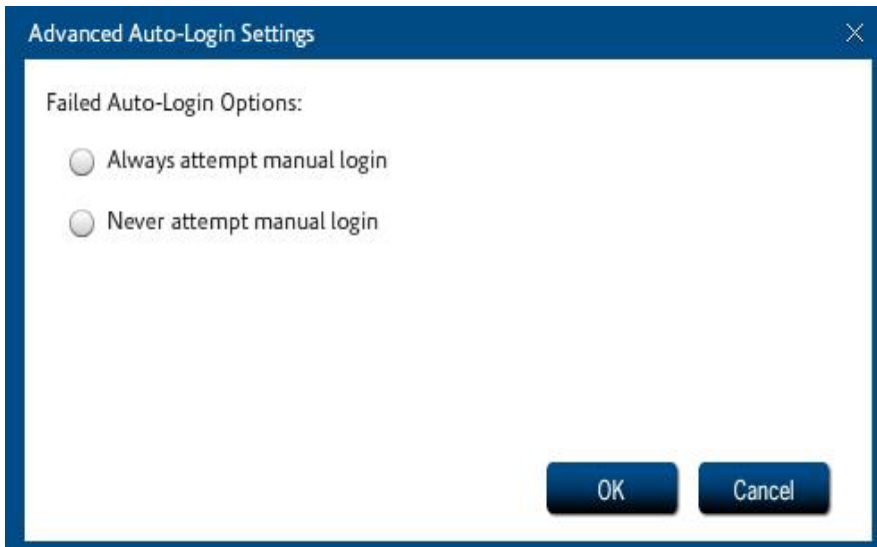 Advanced Auto-Login Settings
Failed Auto-Login Options:
Always attempt manual login
Never attempt manual login
OK Cancel